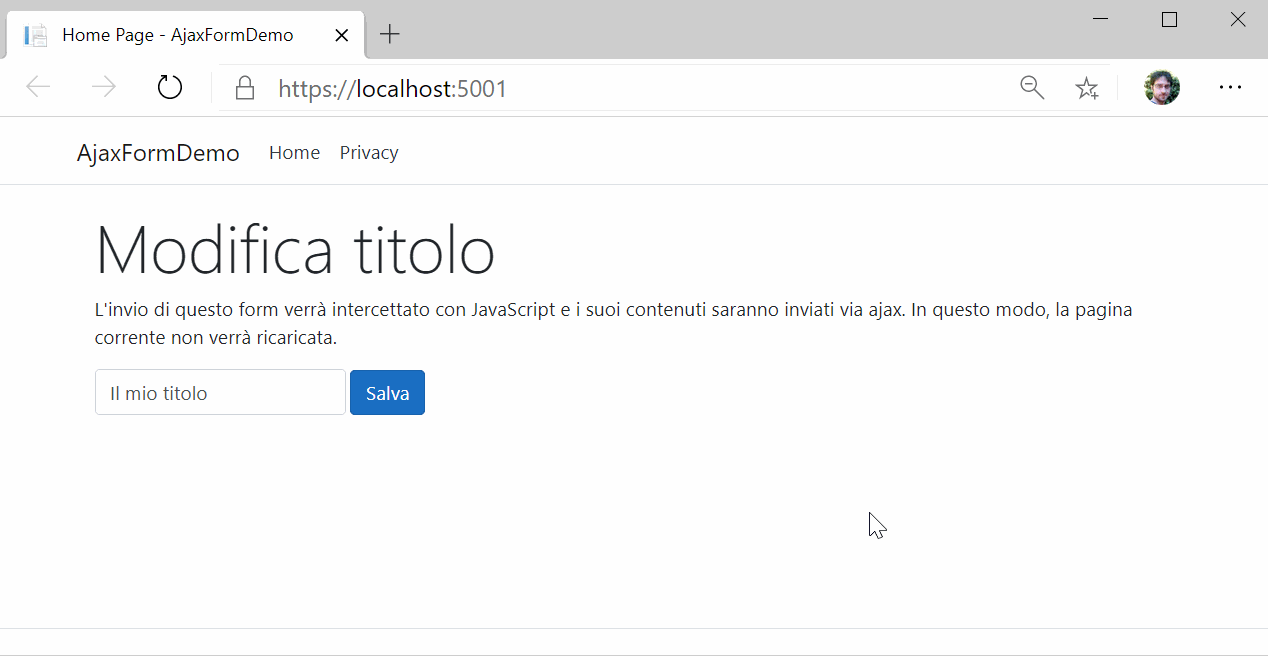 Home Page - AjaxFormDemo
https://localhost:5001
AjaxFormDemo Home Privacy
Modifica titolo
L'invio di questo form verrà intercettato con JavaScript e i suoi contenuti saranno inviati via ajax. In questo modo, la pagina
corrente non verrà ricaricata.
Il mio titolo Salva